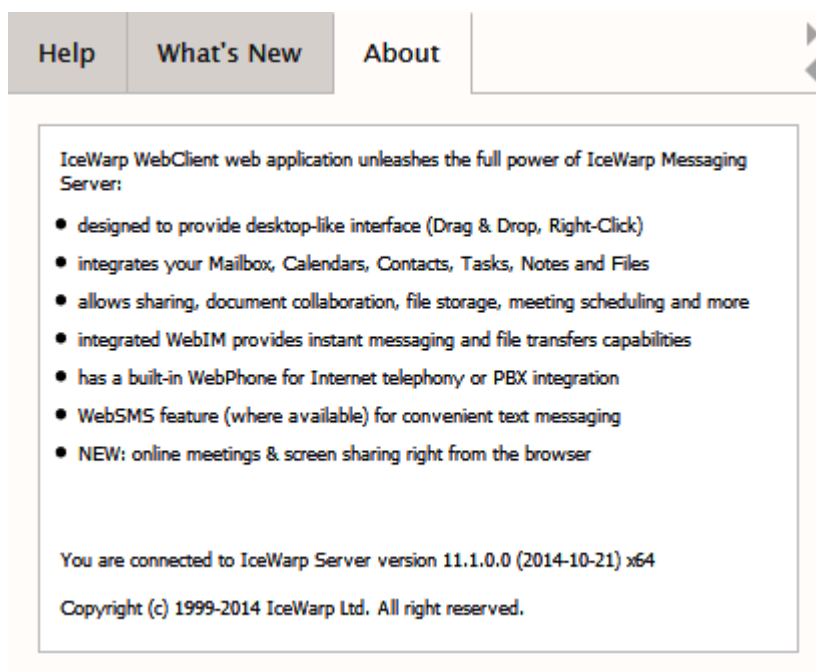 Help What's New About
IceWarp WebClient web application unleashes the full power of IceWarp Messaging
Server:
• designed to provide desktop-like interface (Drag & Drop, Right-Click)
• integrates your Mailbox, Calendars, Contacts, Tasks, Notes and Files
• allows sharing, document collaboration, file storage, meeting scheduling and more
• integrated WebIM provides instant messaging and file transfers capabilities
• has a built-in WebPhone for Internet telephony or PBX integration
• WebSMS feature (where available) for convenient text messaging
• NEW: online meetings & screen sharing right from the browser
You are connected to IceWarp Server version 11.1.0.0 (2014-10-21) x64
Copyright (c) 1999-2014 IceWarp Ltd. All right reserved.